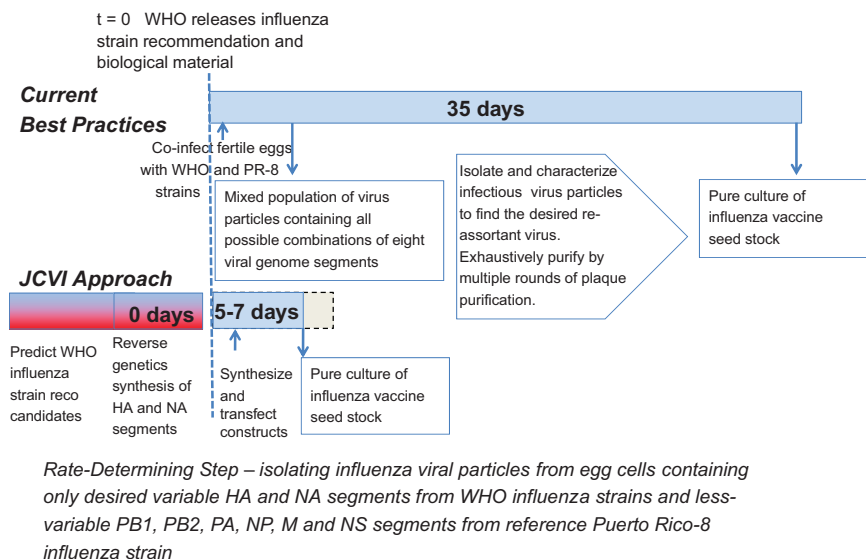 t = 0   WHO releases influenza
strain recommendation and
biological material
Current
Best Practices
35 days
Co-infect fertile eggs
with WHO and PR-8
strains
Mixed population of virus
particles containing all
possible combinations of eight
viral genome segments
Isolate and characterize
infectious virus particles
to find the desired re-
assortant virus.
Exhaustively purify by
multiple rounds of plaque
purification.
Pure culture of
influenza vaccine
seed stock
JCVI Approach
0 days
5-7 days
Predict WHO
influenza
strain reco
candidates
Reverse
genetics
synthesis of
HA and NA
segments
Synthesize
and
transfect
constructs
Pure culture of
influenza vaccine
seed stock
Rate-Determining Step – isolating influenza viral particles from egg cells containing
only desired variable HA and NA segments from WHO influenza strains and less-
variable PB1, PB2, PA, NP, M and NS segments from reference Puerto Rico-8
influenza strain